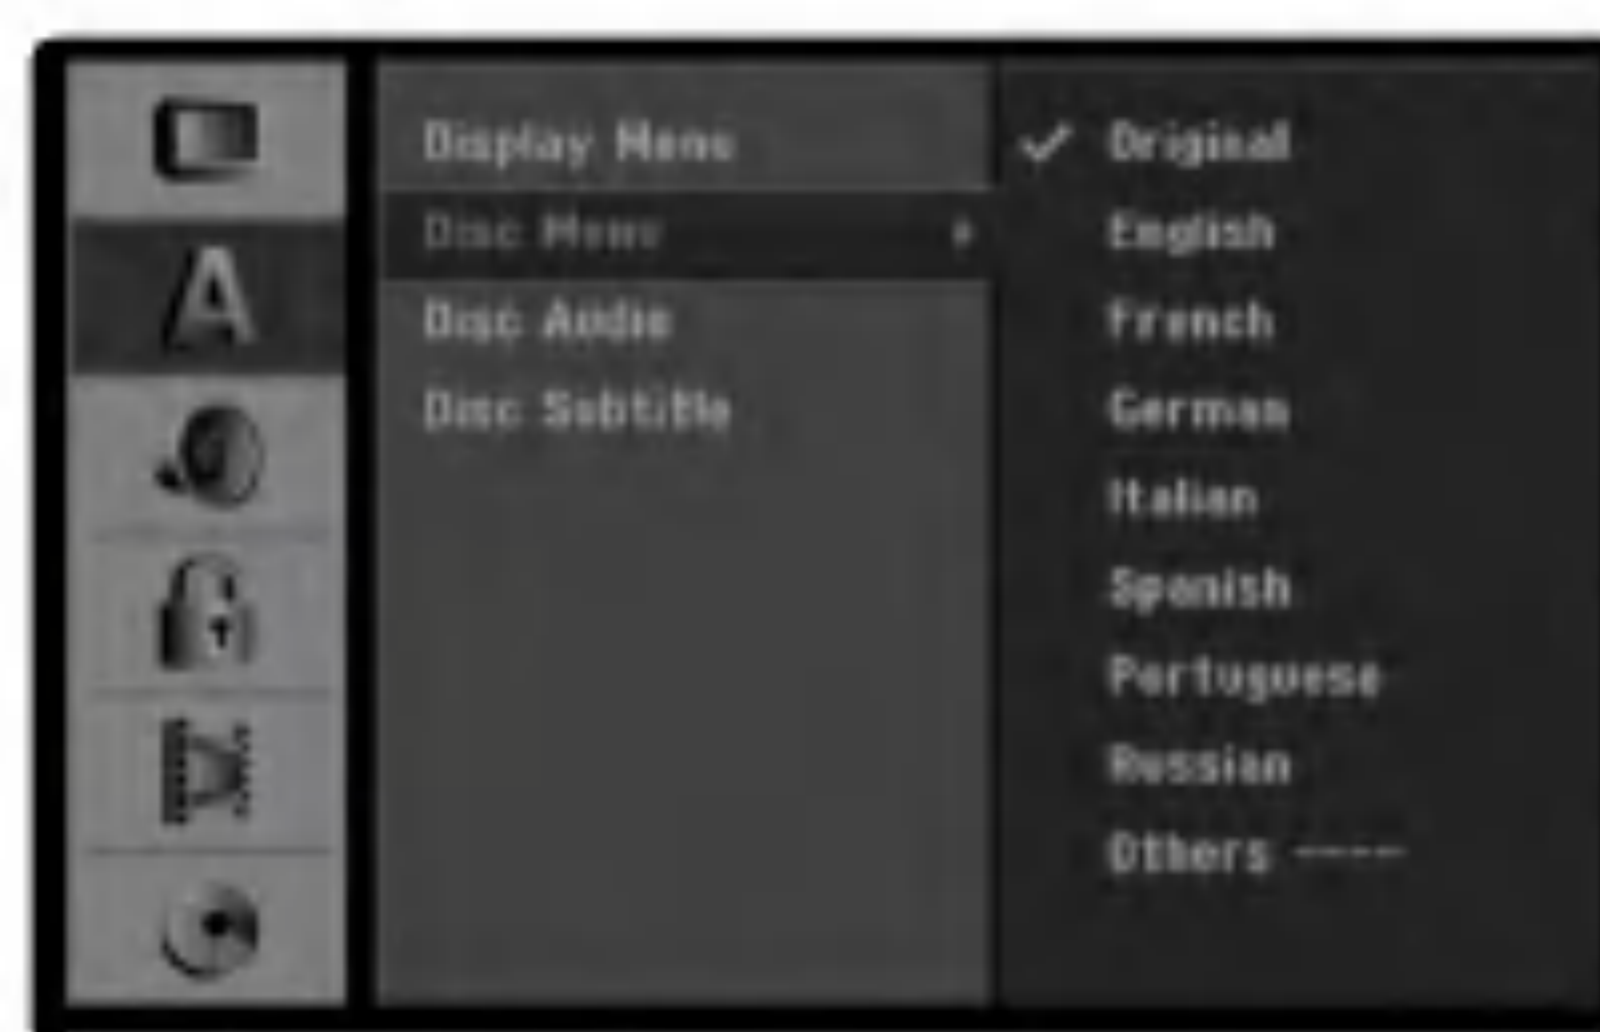 A
Display Menu
Disc Menu
Disc Audio
Disc Subtitle
Original
English
French
German
Italian
Spanish
Portuguese
Russian
Others -----